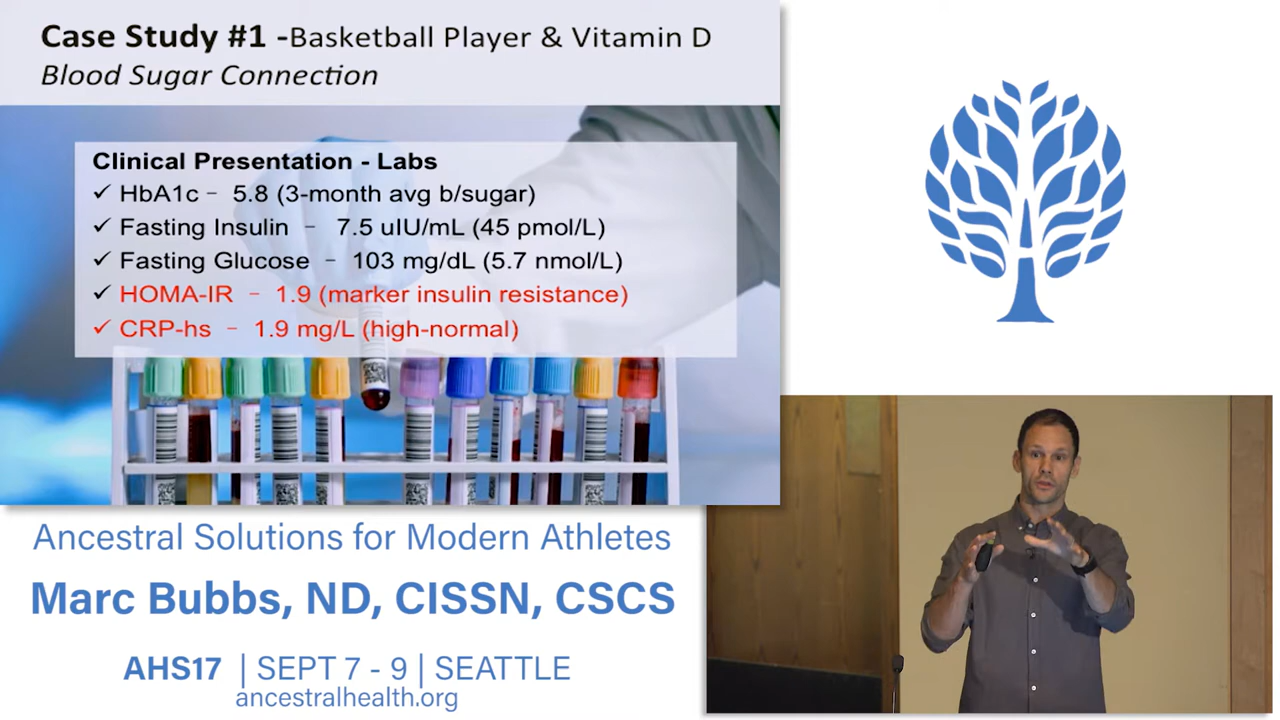 Case Study #1 -Basketball Player & Vitamin D
Blood Sugar Connection
Clinical Presentation - Labs
✓ HbA1c – 5.8 (3-month avg b/sugar)
✓ Fasting Insulin – 7.5 uIU/mL (45 pmol/L)
✓ Fasting Glucose – 103 mg/dL (5.7 nmol/L)
✓ HOMA-IR – 1.9 (marker insulin resistance)
✓ CRP-hs – 1.9 mg/L (high-normal)
Ancestral Solutions for Modern Athletes
Marc Bubbs, ND, CISSN, CSCS
AHS17 | SEPT 7 - 9 | SEATTLE
ancestralhealth.org